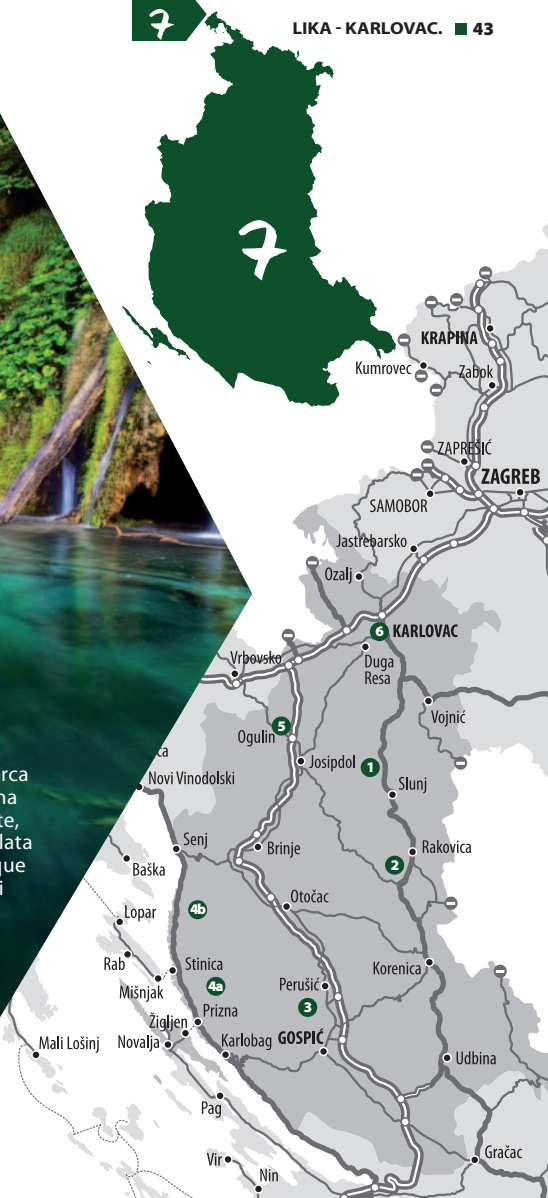 7
LIKA - KARLOVAC. 43
7
KRAPINA
Kumrovec
Zabok
ZAPREŠIĆ
ZAGREB
SAMOBOR
Jastrebarsko
Ozalj
6 KARLOVAC
Vrbovsko
Duga
Resa
Vojnić
5
Ogulin
Josipdol
1
Slunj
Novi Vinodolski
Senj
Brinje
Rakovica
2
Baška
4b
Otočac
Lopar
Rab
Stinica
Korenica
Mišnjak
4a
Perušić
Prizna
3
Žigljen
GOSPIĆ
Mali Lošinj
Novalja
Karlobag
Udbina
Pag
Gračac
Vir
Nin